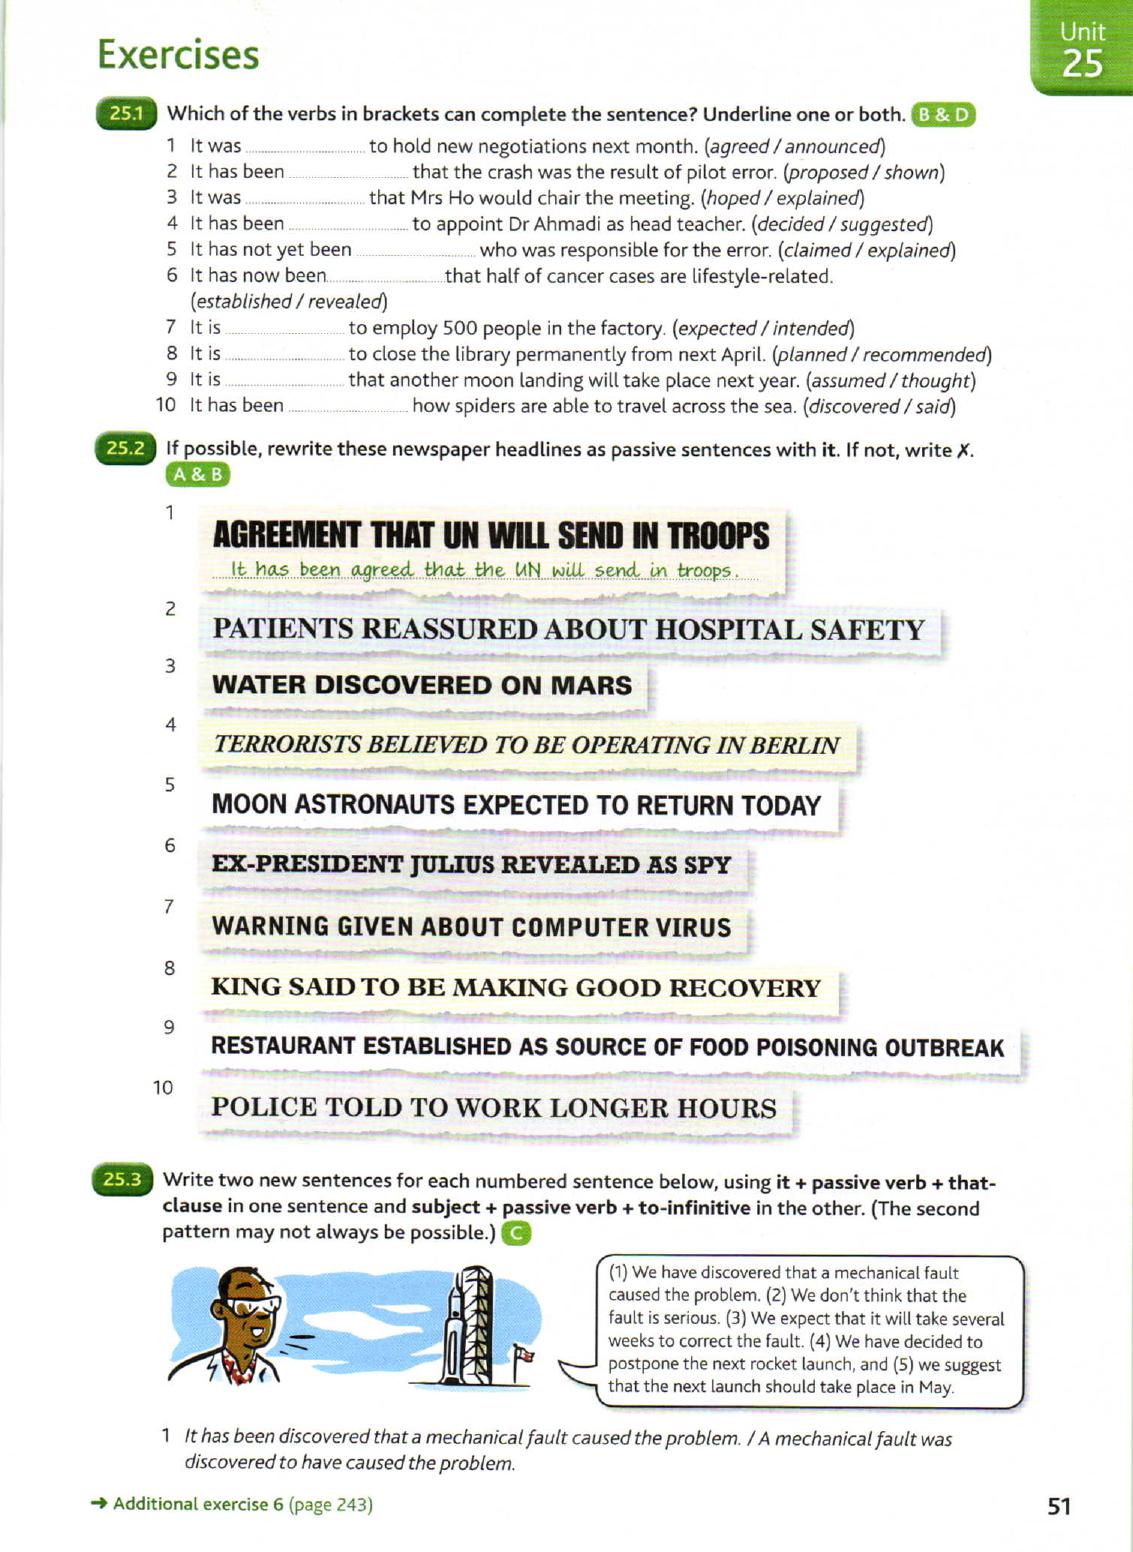 Exercises
Unit
25
25.1 Which of the verbs in brackets can complete the sentence? Underline one or both. B & D
1 It was .............................. to hold new negotiations next month. (agreed / announced)
2 It has been .............................. that the crash was the result of pilot error. (proposed / shown)
3 It was .............................. that Mrs Ho would chair the meeting. (hoped / explained)
4 It has been .............................. to appoint Dr Ahmadi as head teacher. (decided / suggested)
5 It has not yet been .............................. who was responsible for the error. (claimed / explained)
6 It has now been.............................. that half of cancer cases are lifestyle-related.
(established / revealed)
7 It is .............................. to employ 500 people in the factory. (expected / intended)
8 It is .............................. to close the library permanently from next April. (planned / recommended)
9 It is .............................. that another moon landing will take place next year. (assumed / thought)
10 It has been .............................. how spiders are able to travel across the sea. (discovered / said)
25.2 If possible, rewrite these newspaper headlines as passive sentences with it. If not, write ✗.
A & B
1
AGREEMENT THAT UN WILL SEND IN TROOPS
It has been agreed that the UN will send in troops.
2
PATIENTS REASSURED ABOUT HOSPITAL SAFETY
3
WATER DISCOVERED ON MARS
4
TERRORISTS BELIEVED TO BE OPERATING IN BERLIN
5
MOON ASTRONAUTS EXPECTED TO RETURN TODAY
6
EX-PRESIDENT JULIUS REVEALED AS SPY
7
WARNING GIVEN ABOUT COMPUTER VIRUS
8
KING SAID TO BE MAKING GOOD RECOVERY
9
RESTAURANT ESTABLISHED AS SOURCE OF FOOD POISONING OUTBREAK
10
POLICE TOLD TO WORK LONGER HOURS
25.3 Write two new sentences for each numbered sentence below, using it + passive verb + that-
clause in one sentence and subject + passive verb + to-infinitive in the other. (The second
pattern may not always be possible.) C
(1) We have discovered that a mechanical fault
caused the problem. (2) We don't think that the
fault is serious. (3) We expect that it will take several
weeks to correct the fault. (4) We have decided to
postpone the next rocket launch, and (5) we suggest
that the next launch should take place in May.
1 It has been discovered that a mechanical fault caused the problem. / A mechanical fault was
discovered to have caused the problem.
➜ Additional exercise 6 (page 243)
51